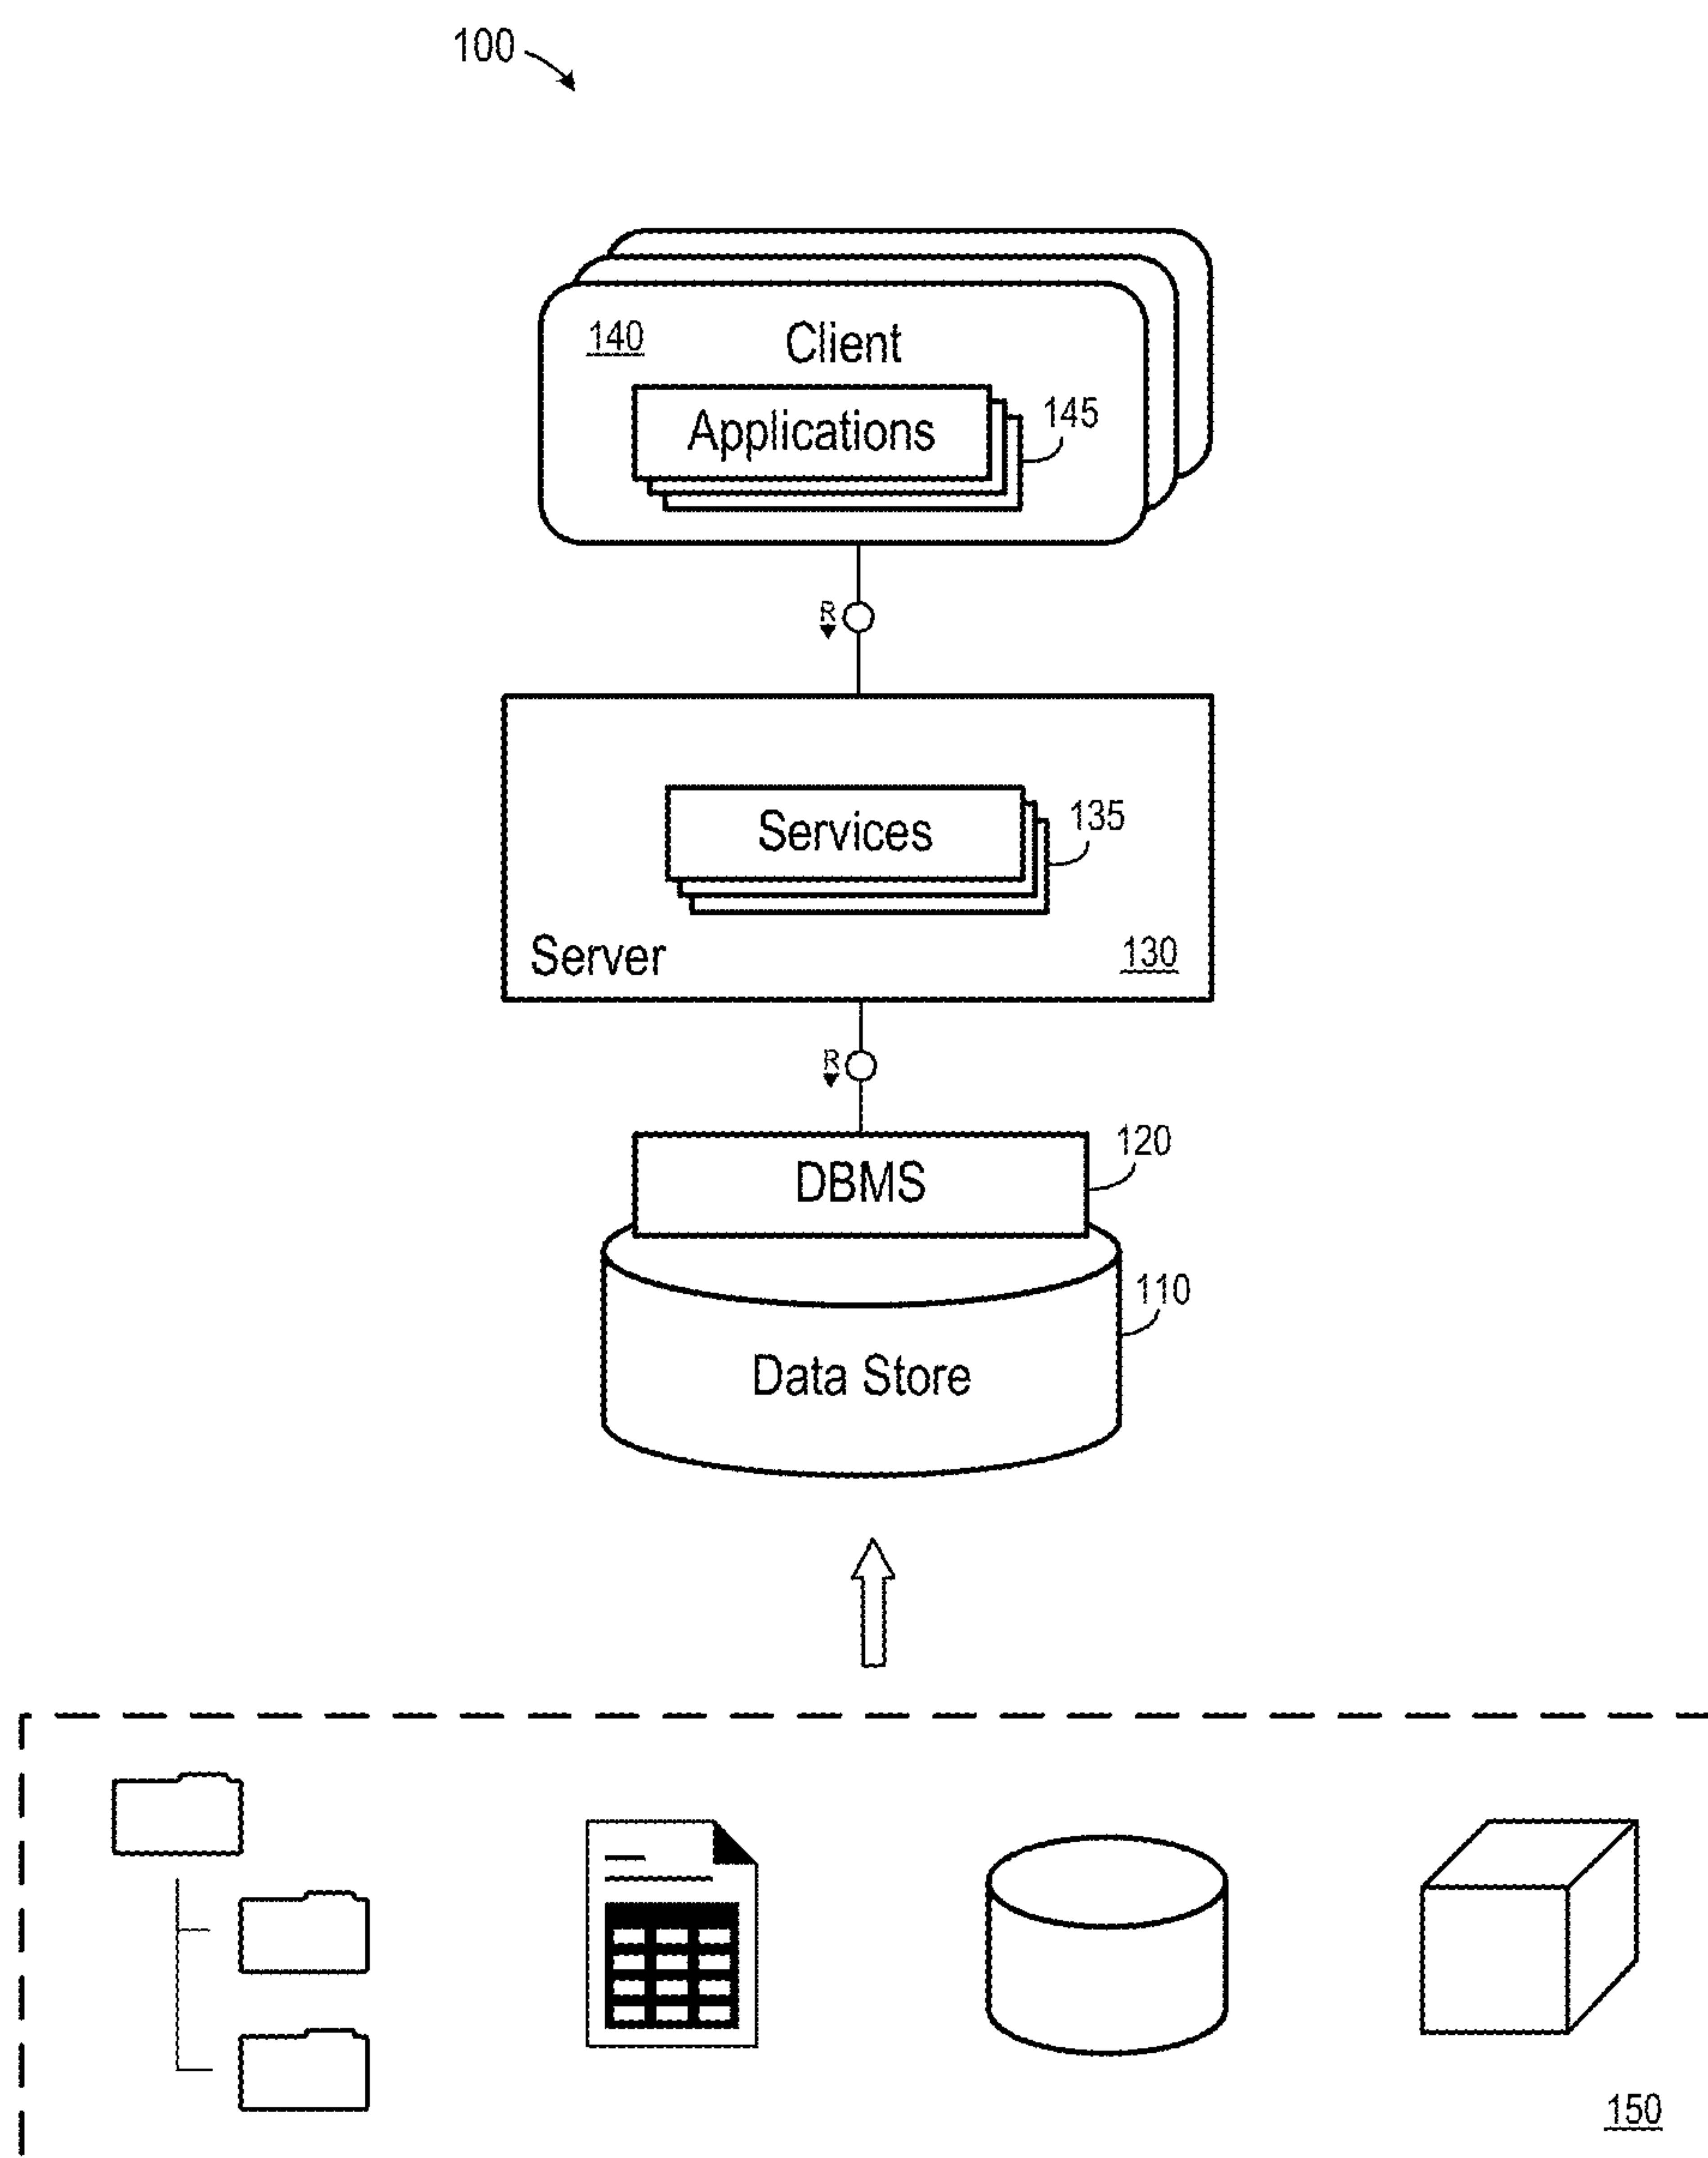 100
140
Client
Applications
145
R
Services
135
Server
130
R
DBMS
120
110
Data Store
150